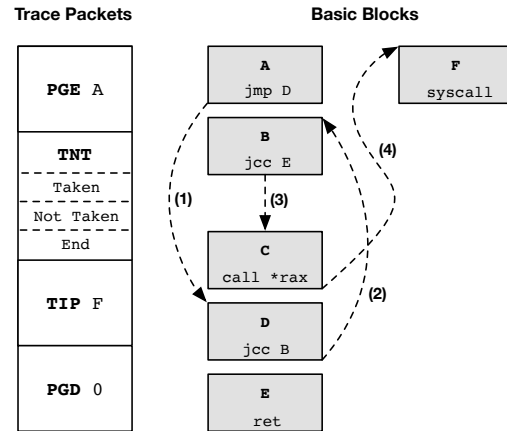 Trace Packets
PGE A
TNT
Taken
Not Taken
End
TIP F
PGD 0
Basic Blocks
A
jmp D
B
jcc E
C
call *rax
D
jcc B
E
ret
F
syscall
(1)
(2)
(3)
(4)